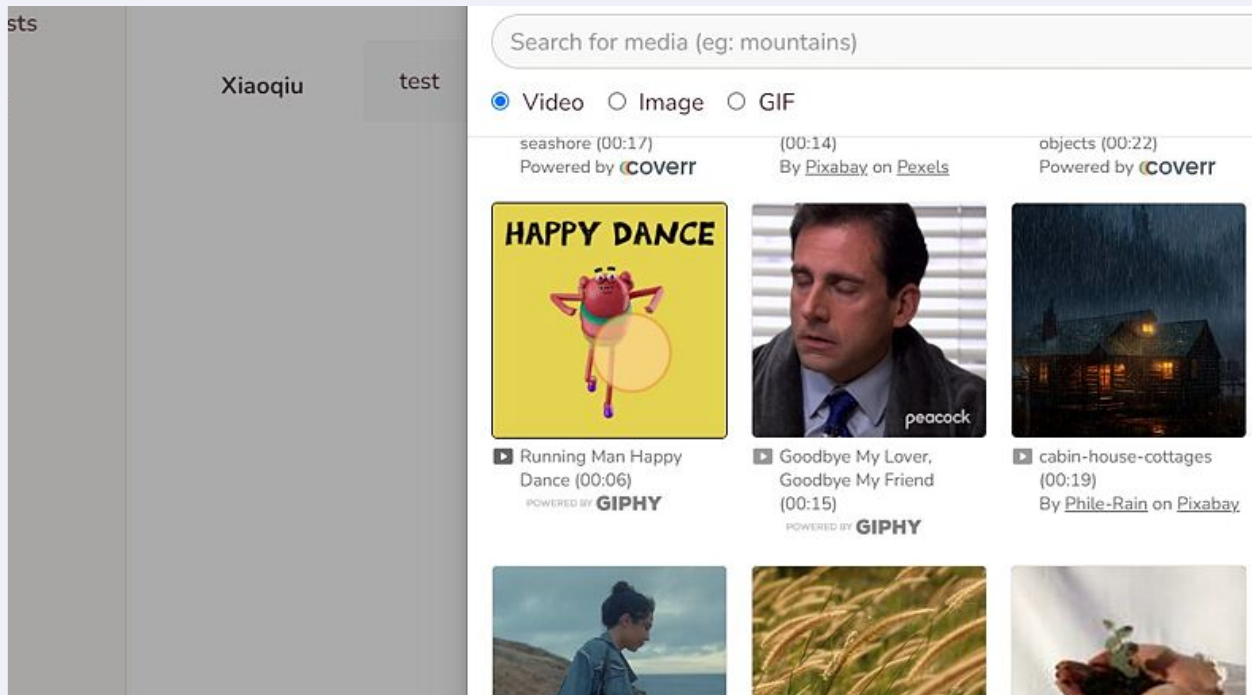 sts
Search for media (eg: mountains)
Xiaoqiu
test
Video Image GIF
seashore (00:17)
Powered by coverr
(00:14)
By Pixabay on Pexels
objects (00:22)
Powered by coverr
HAPPY DANCE
peacock
Running Man Happy
Dance (00:06)
POWERED BY GIPHY
Goodbye My Lover,
Goodbye My Friend
(00:15)
POWERED BY GIPHY
cabin-house-cottages
(00:19)
By Phile-Rain on Pixabay